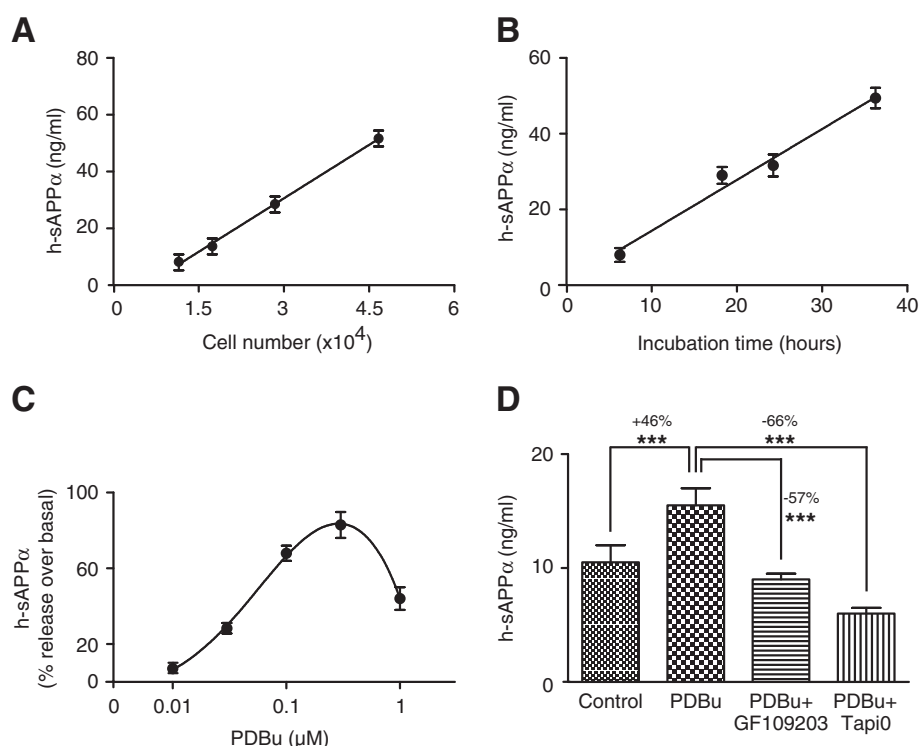 A
h-sAPPα (ng/ml)
80
60
40
20
0
0 1.5 3 4.5 6
Cell number (x10^4)
B
h-sAPPα (ng/ml)
60
40
20
0
0 10 20 30 40
Incubation time (hours)
C
h-sAPPα
(% release over basal)
100
60
20
0
0 0.01 0.1 1
PDBu (µM)
D
h-sAPPα (ng/ml)
20
10
0
+46%
***
-66%
***
-57%
***
Control PDBu PDBu+ PDBu+
GF109203 Tapi0